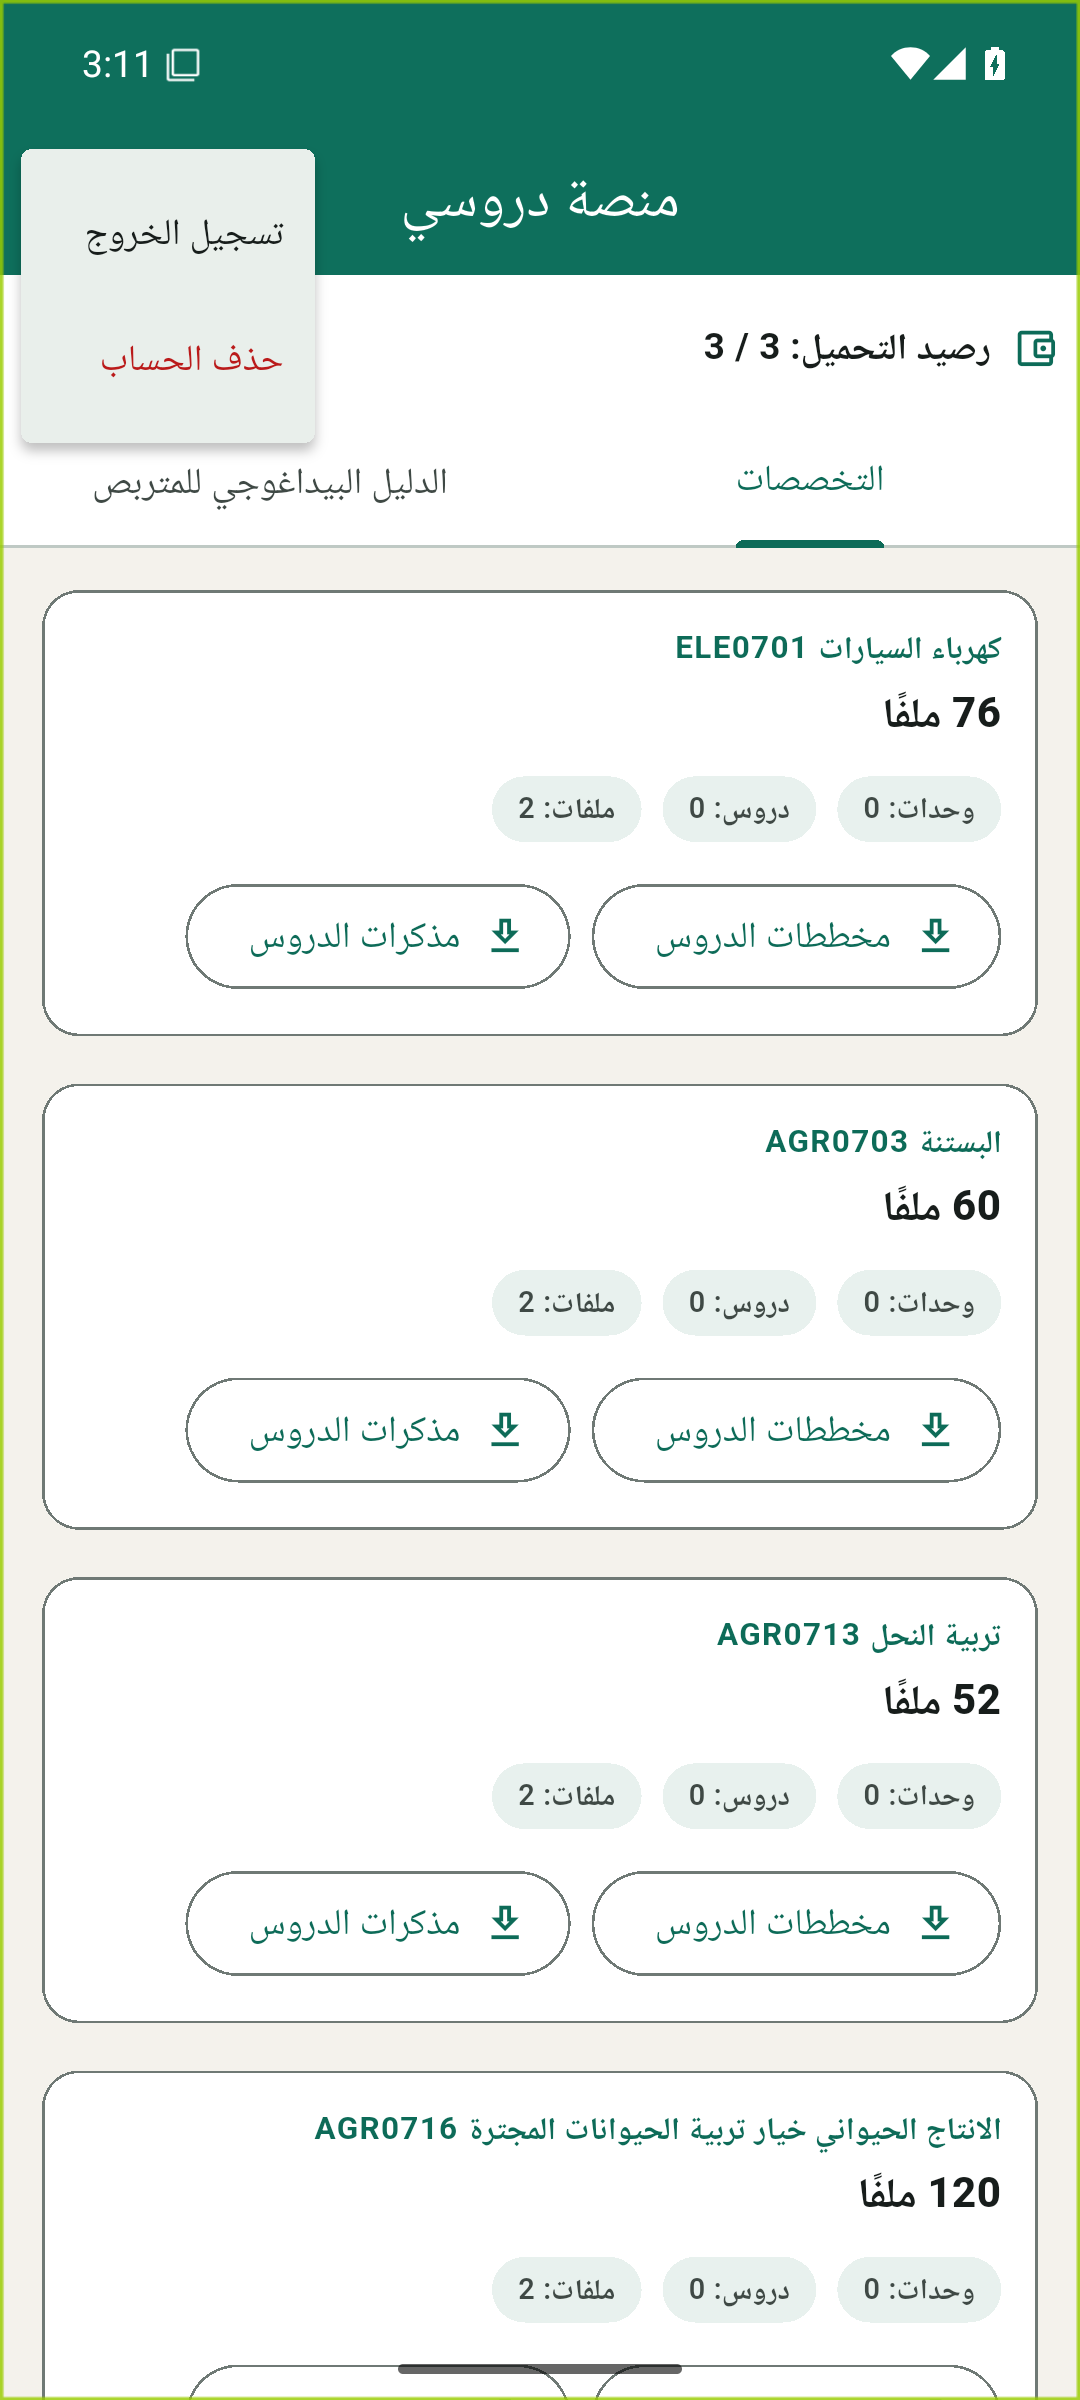 3:11
منصة دروسي
تسجيل الخروج
حذف الحساب
رصيد التحميل: 3 / 3
التخصصات
الدليل البيداغوجي للمتربص
كهرباء السيارات ELE0701
76 ملفًا
وحدات: 0
دروس: 0
ملفات: 2
مخططات الدروس
مذكرات الدروس
البستنة AGR0703
60 ملفًا
وحدات: 0
دروس: 0
ملفات: 2
مخططات الدروس
مذكرات الدروس
تربية النحل AGR0713
52 ملفًا
وحدات: 0
دروس: 0
ملفات: 2
مخططات الدروس
مذكرات الدروس
الانتاج الحيواني خيار تربية الحيوانات المجترة AGR0716
120 ملفًا
وحدات: 0
دروس: 0
ملفات: 2